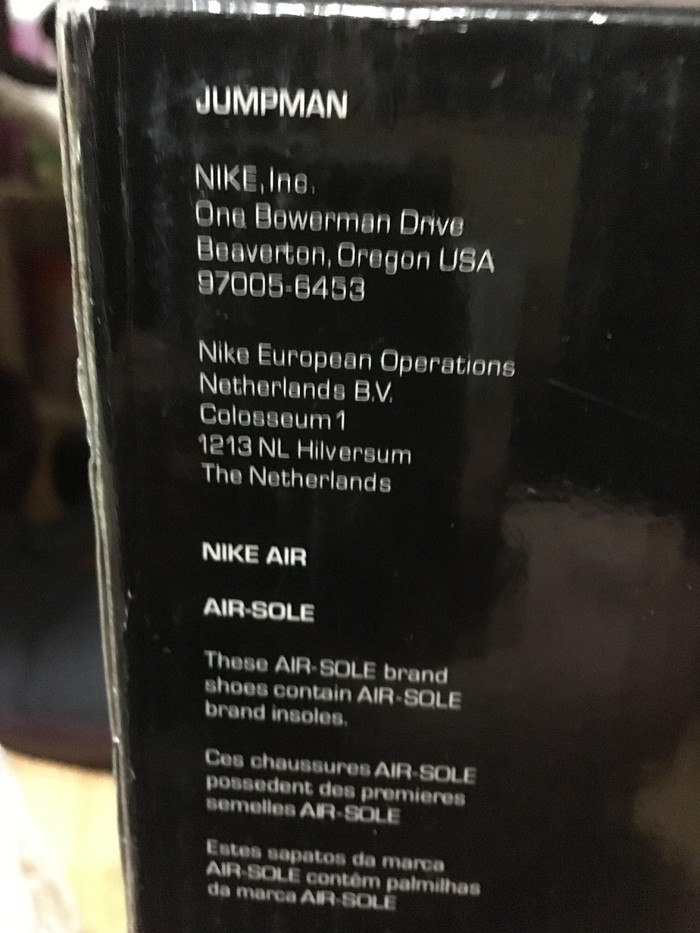 JUMPMAN
NIKE, Inc.
One Bowerman Drive
Beaverton, Oregon USA
97005-6453
Nike European Operations
Netherlands B.V.
Colosseum 1
1213 NL Hilversum
The Netherlands
NIKE AIR
AIR-SOLE
These AIR-SOLE brand
shoes contain AIR-SOLE
brand insoles.
Ces chaussures AIR-SOLE
possedent des premieres
semelles AIR-SOLE
Estes sapatos da marca
AIR-SOLE contêm palmilhas
da marca AIR-SOLE